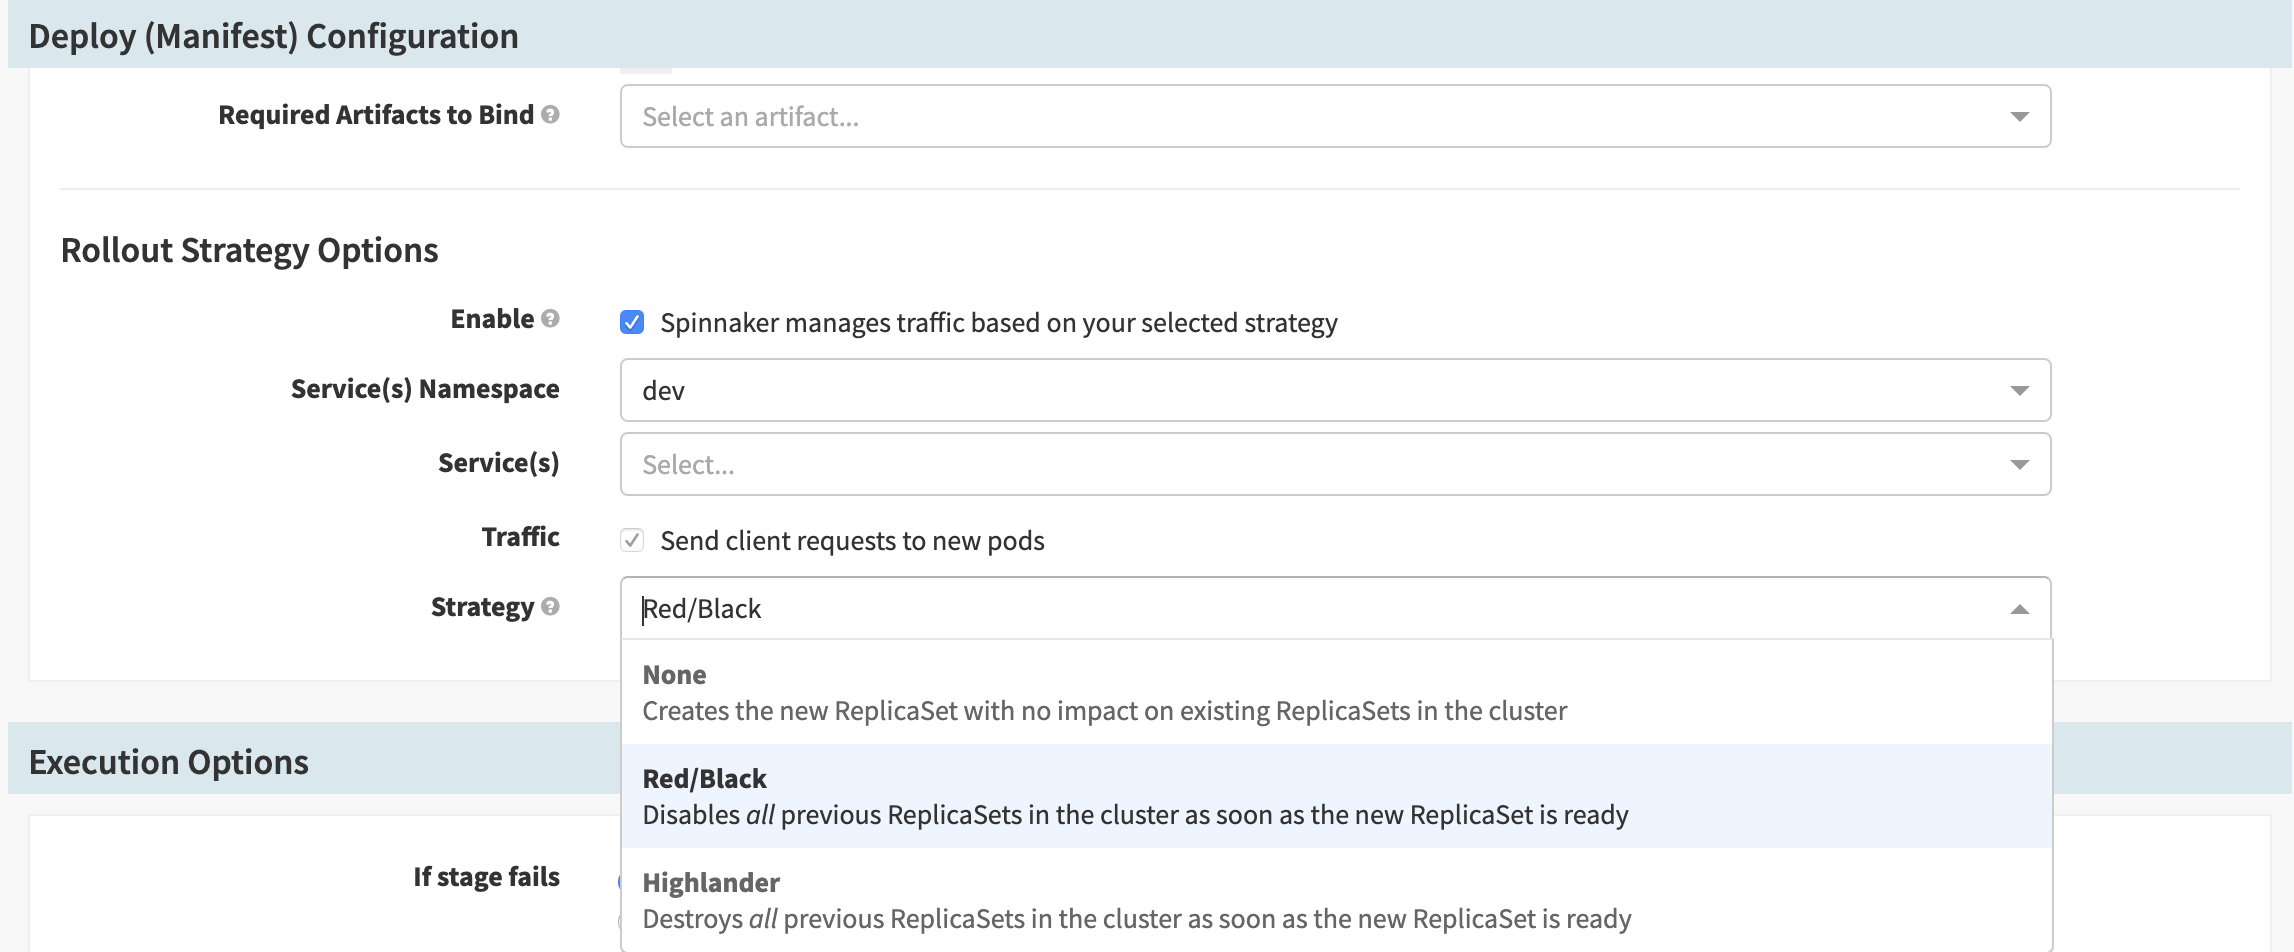 Deploy (Manifest) Configuration
Required Artifacts to Bind
Select an artifact...
Rollout Strategy Options
Enable
Spinnaker manages traffic based on your selected strategy
Service(s) Namespace
dev
Service(s)
Select...
Traffic
Send client requests to new pods
Strategy
Red/Black
None
Creates the new ReplicaSet with no impact on existing ReplicaSets in the cluster
Execution Options
Red/Black
Disables all previous ReplicaSets in the cluster as soon as the new ReplicaSet is ready
If stage fails
Highlander
Destroys all previous ReplicaSets in the cluster as soon as the new ReplicaSet is ready